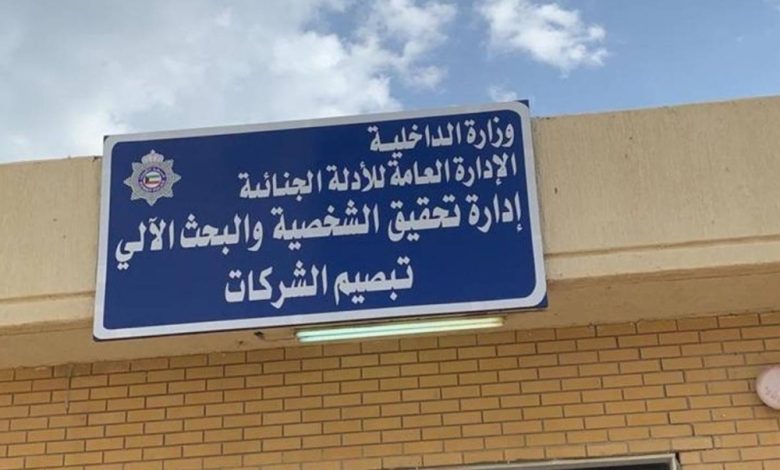 وزارة الداخلية
الإدارة العامة للأدلة الجنائية
إدارة تحقيق الشخصية والبحث الآلي
تبصيم الشركات